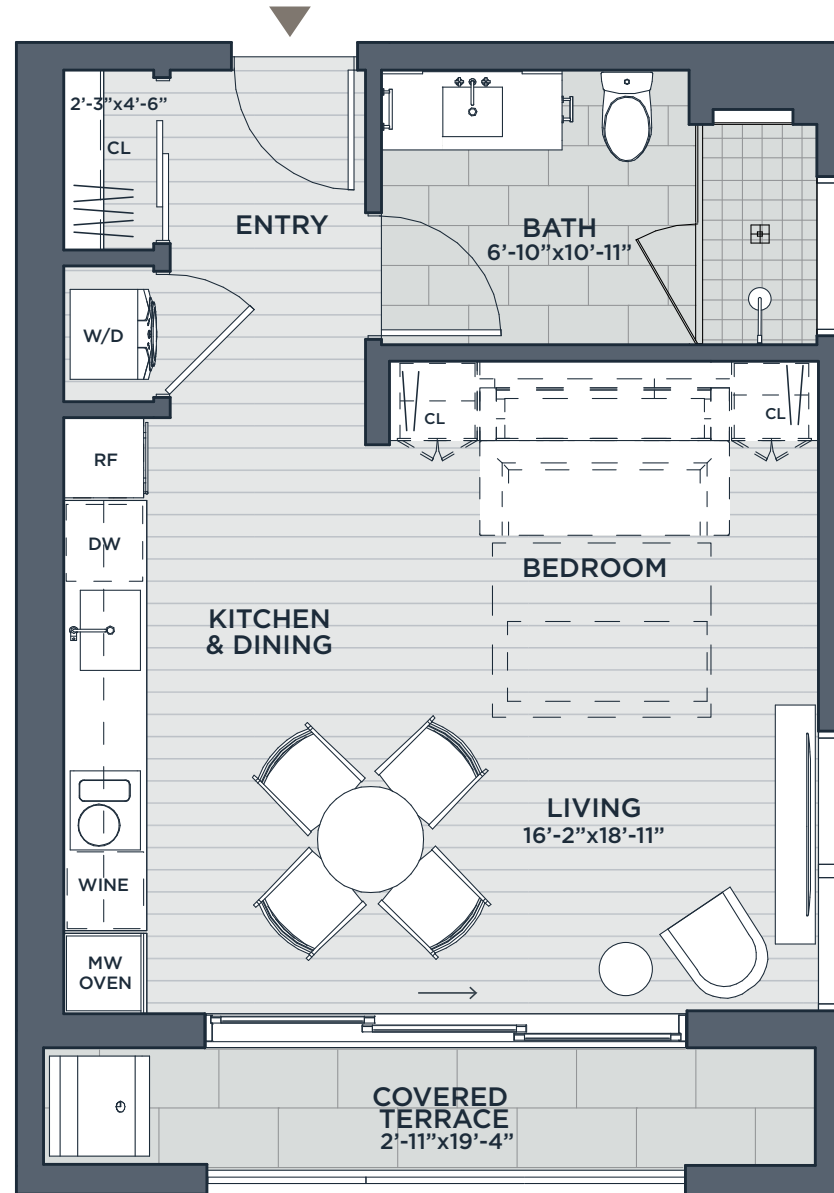 2’-3”x4’-6”
CL
ENTRY
BATH
6’-10”x10’-11”
W/D
CL
CL
RF
DW
BEDROOM
KITCHEN
& DINING
LIVING
16’-2”x18’-11”
WINE
MW
OVEN
COVERED
TERRACE
2’-11”x19’-4”